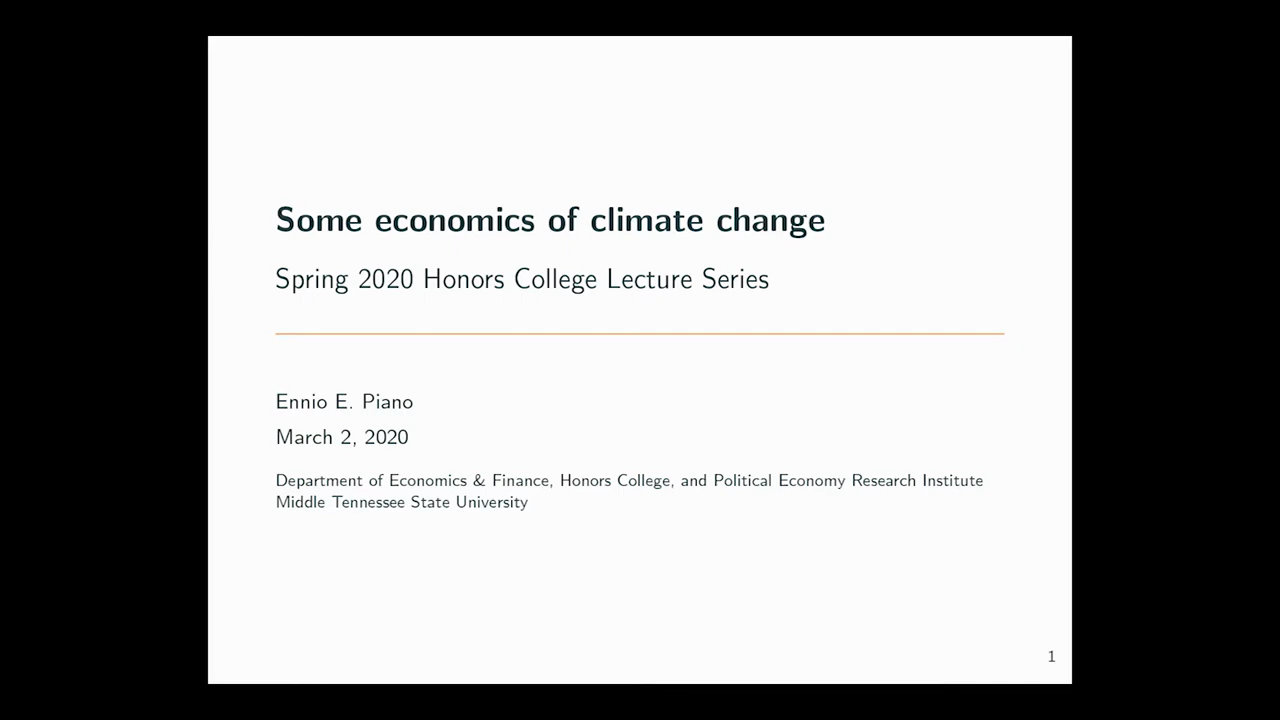 Some economics of climate change
Spring 2020 Honors College Lecture Series
Ennio E. Piano
March 2, 2020
Department of Economics & Finance, Honors College, and Political Economy Research Institute
Middle Tennessee State University
1